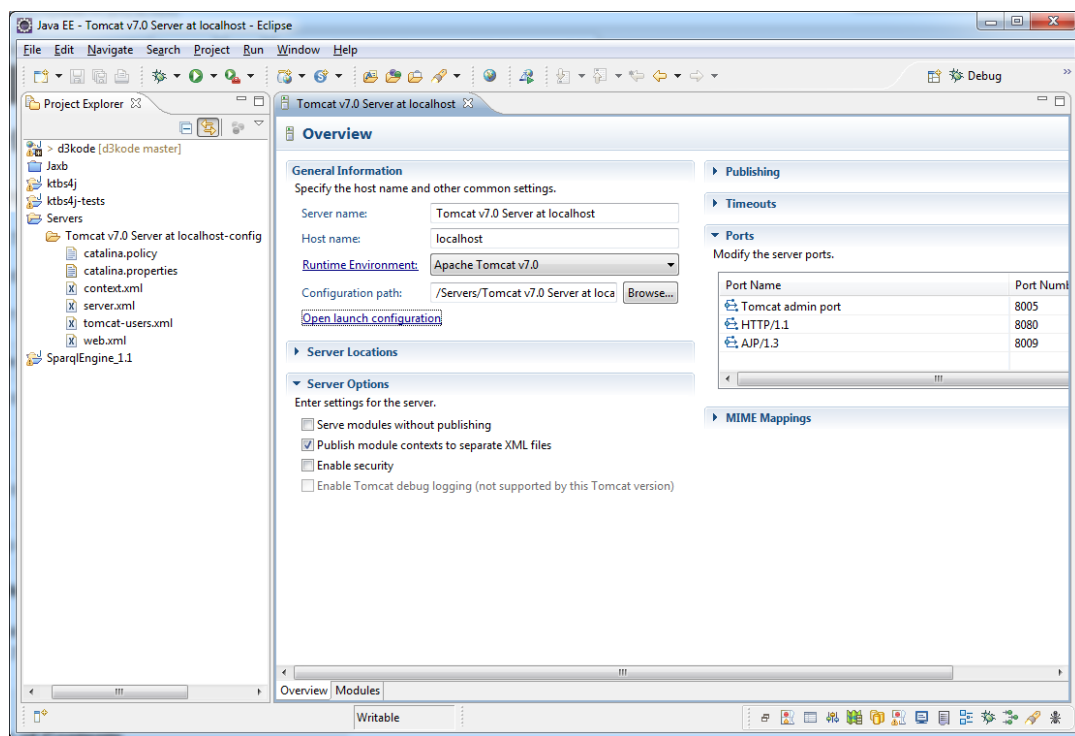 Java EE - Tomcat v7.0 Server at localhost - Eclipse
File Edit Navigate Search Project Run Window Help
Debug
Project Explorer
> d3kode [d3kode master]
Jaxb
ktbs4j
ktbs4j-tests
Servers
Tomcat v7.0 Server at localhost-config
catalina.policy
catalina.properties
context.xml
server.xml
tomcat-users.xml
web.xml
SparqlEngine_1.1
Tomcat v7.0 Server at localhost
Overview
General Information
Specify the host name and other common settings.
Server name: Tomcat v7.0 Server at localhost
Host name: localhost
Runtime Environment: Apache Tomcat v7.0
Configuration path: /Servers/Tomcat v7.0 Server at loca Browse...
Open launch configuration
Server Locations
Server Options
Enter settings for the server.
Serve modules without publishing
Publish module contexts to separate XML files
Enable security
Enable Tomcat debug logging (not supported by this Tomcat version)
Publishing
Timeouts
Ports
Modify the server ports.
Port Name Port Numb
Tomcat admin port 8005
HTTP/1.1 8080
AJP/1.3 8009
MIME Mappings
Overview Modules
Writable